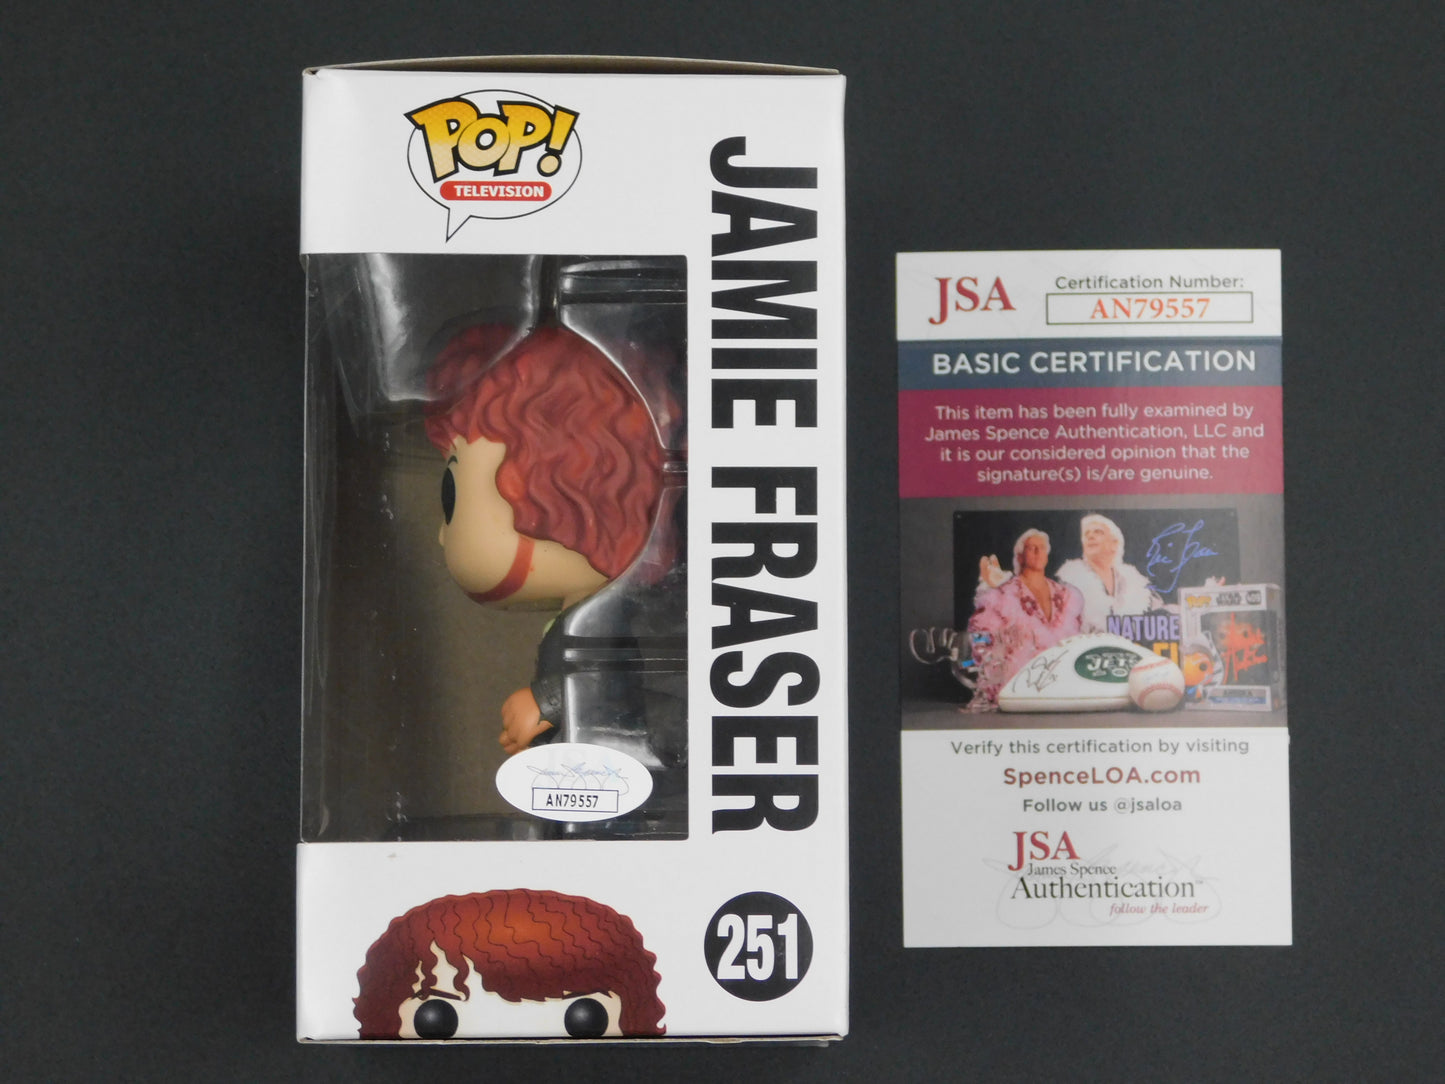 POP!
TELEVISION
JAMIE FRASER
AN79557
251
JSA
Certification Number:
AN79557
BASIC CERTIFICATION
This item has been fully examined by
James Spence Authentication, LLC and
it is our considered opinion that the
signature(s) is/are genuine.
NATURE
JETS
Verify this certification by visiting
SpenceLOA.com
Follow us @jsaloa
JSA
James Spence
Authentication™
follow the leader